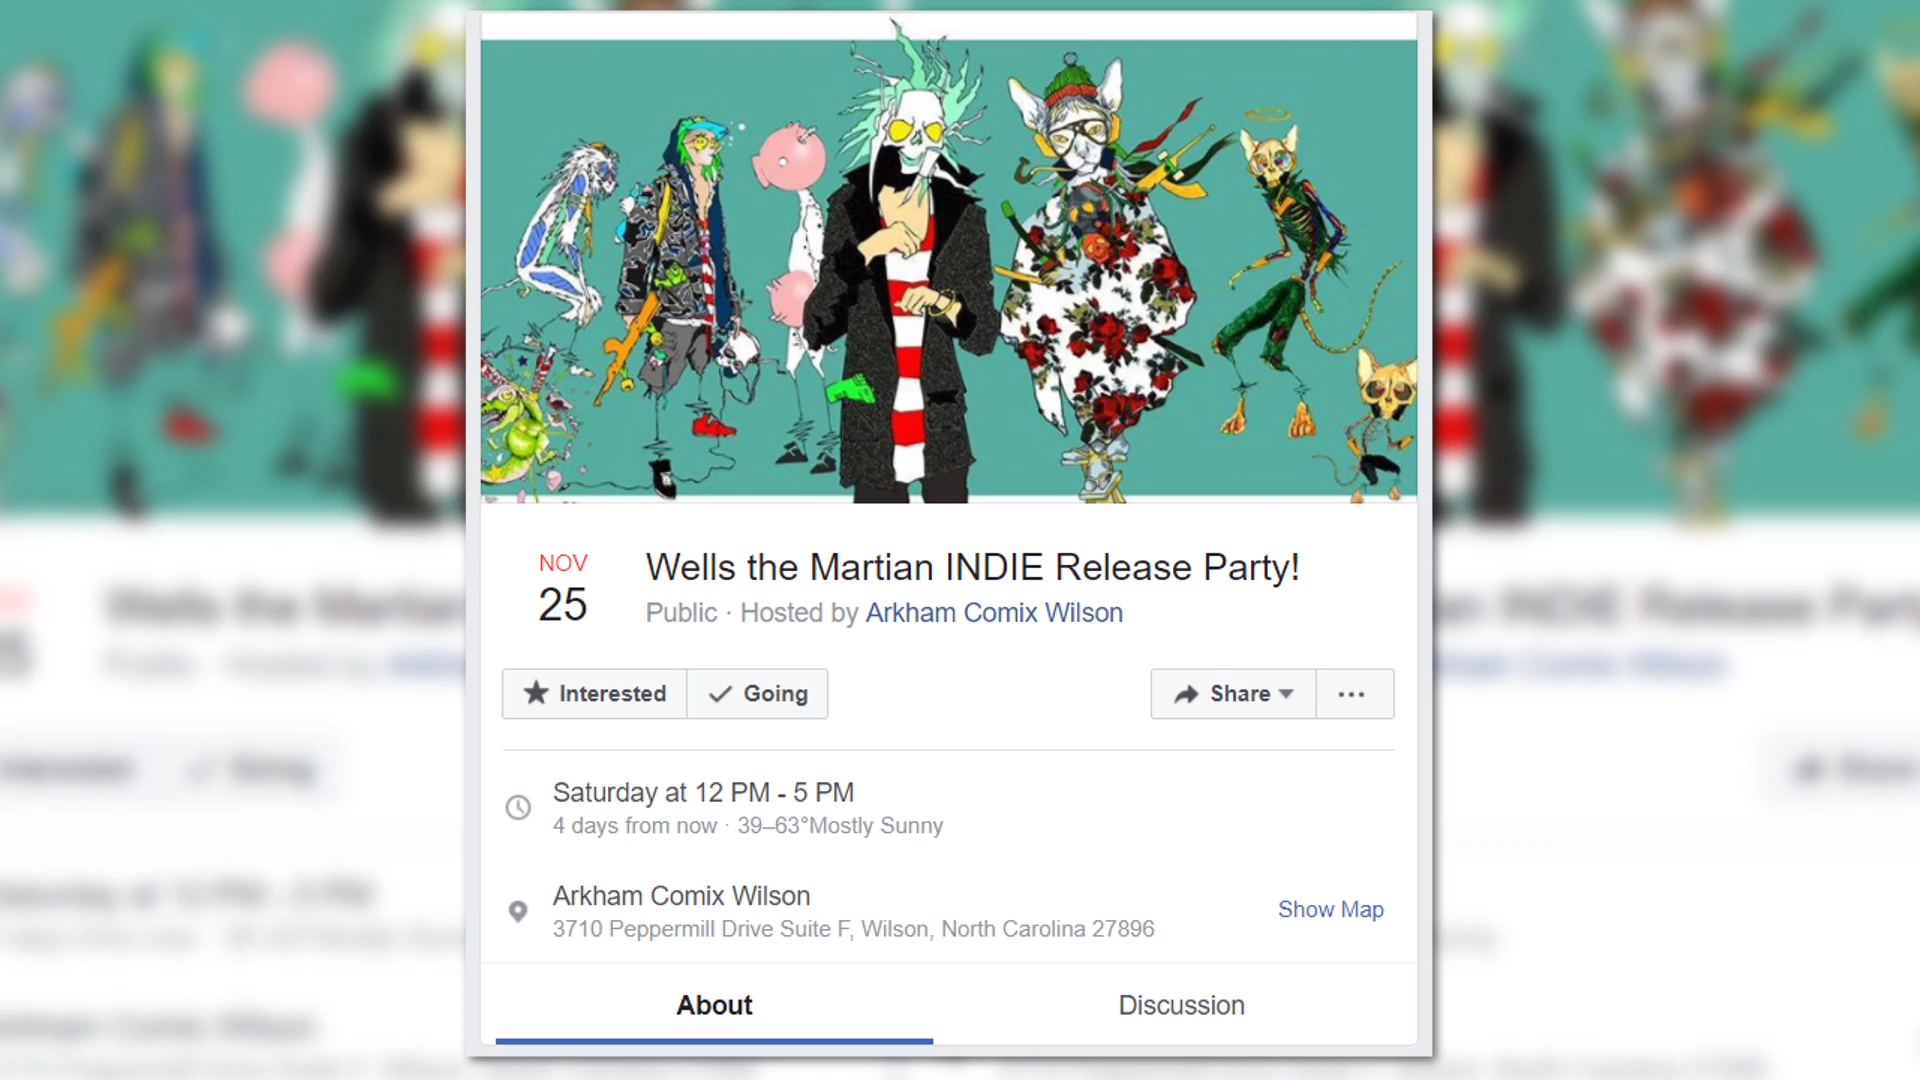 NOV
25
Wells the Martian INDIE Release Party!
Public · Hosted by Arkham Comix Wilson
Interested
Going
Share
Saturday at 12 PM - 5 PM
4 days from now · 39–63°Mostly Sunny
Arkham Comix Wilson
3710 Peppermill Drive Suite F, Wilson, North Carolina 27896
Show Map
About
Discussion